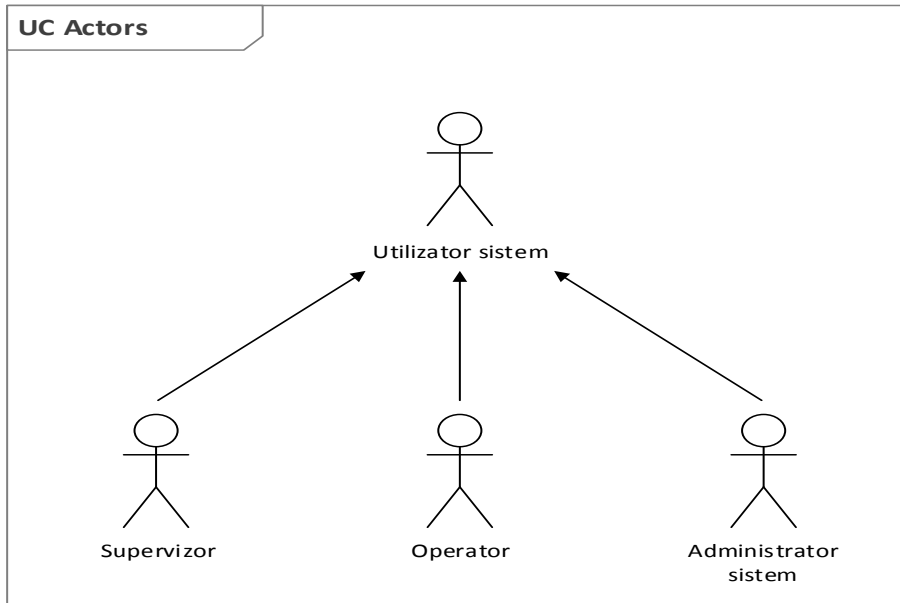 UC Actors
Utilizator sistem
Supervizor
Operator
Administrator
sistem